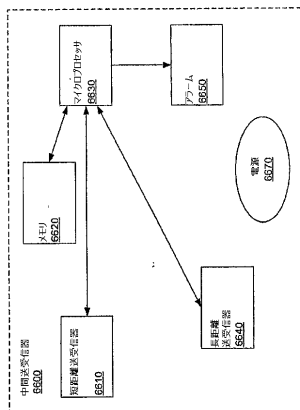 中間送受信器
6600
短距離送受信器
6610
メモリ
6620
マイクロプロセッサ
6630
長距離
送受信器
6640
アラーム
6650
電源
6670